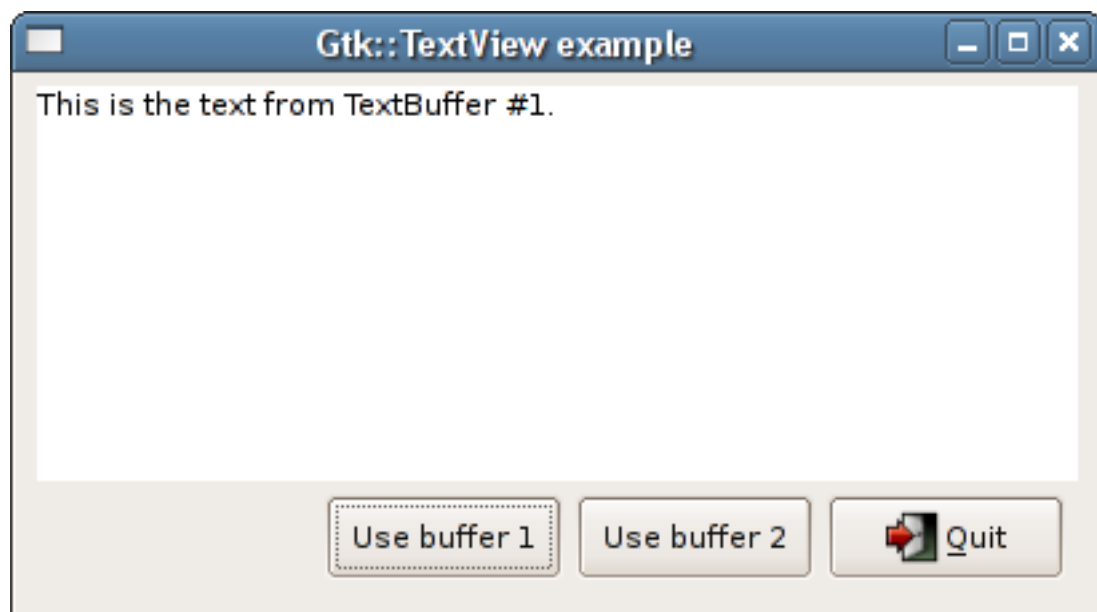 Gtk::TextView example
This is the text from TextBuffer #1.
Use buffer 1
Use buffer 2
Quit